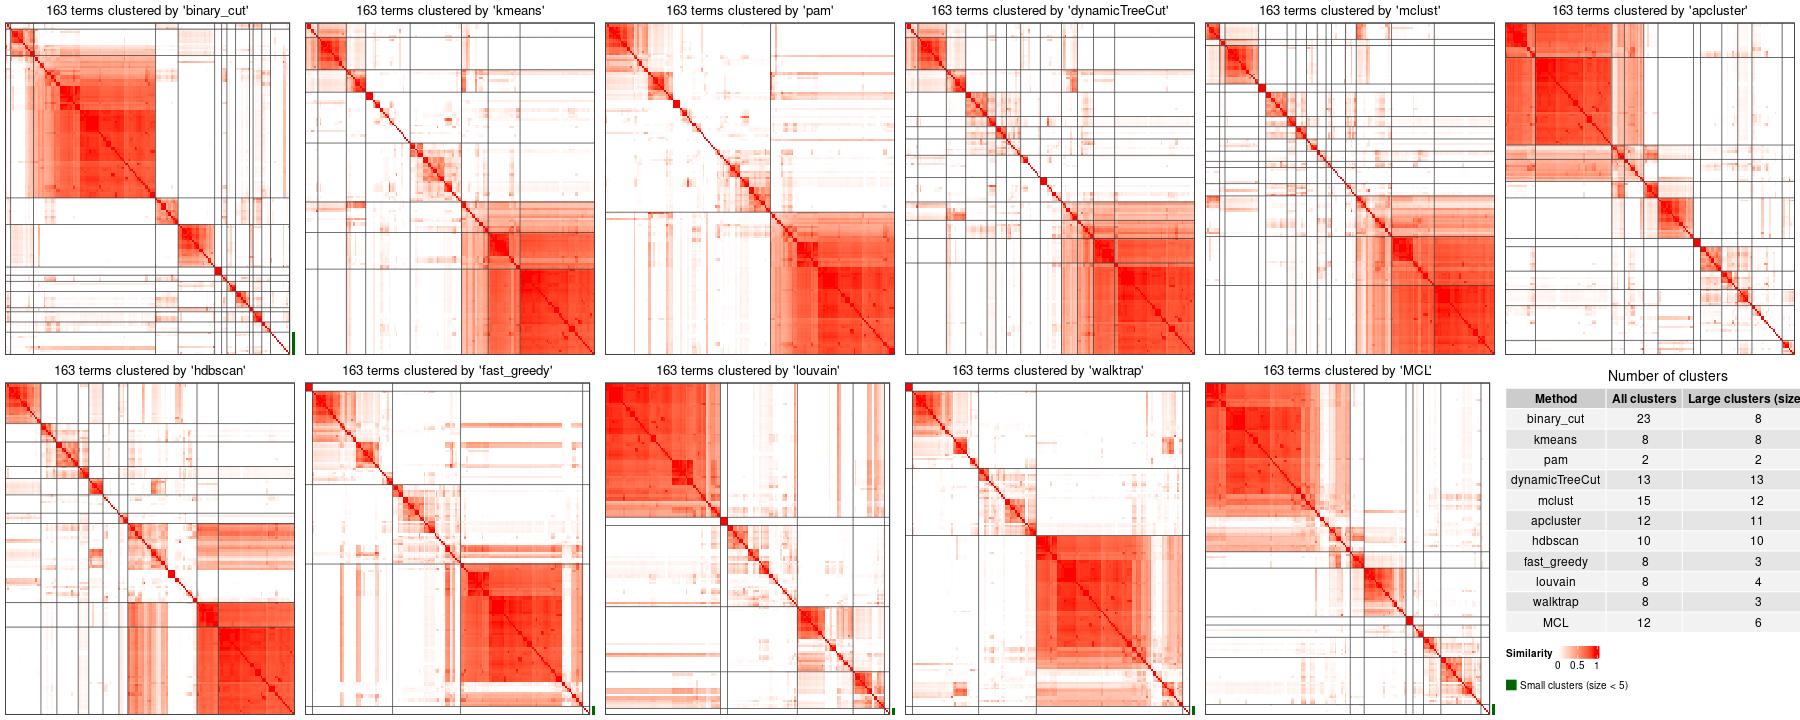 163 terms clustered by 'binary_cut'
163 terms clustered by 'kmeans'
163 terms clustered by 'pam'
163 terms clustered by 'dynamicTreeCut'
163 terms clustered by 'mclust'
163 terms clustered by 'apcluster'
163 terms clustered by 'hdbscan'
163 terms clustered by 'fast_greedy'
163 terms clustered by 'louvain'
163 terms clustered by 'walktrap'
163 terms clustered by 'MCL'
Number of clusters
Method All clusters Large clusters (size
binary_cut 23 8
kmeans 8 8
pam 2 2
dynamicTreeCut 13 13
mclust 15 12
apcluster 12 11
hdbscan 10 10
fast_greedy 8 3
louvain 8 4
walktrap 8 3
MCL 12 6
Similarity
0 0.5 1
Small clusters (size < 5)